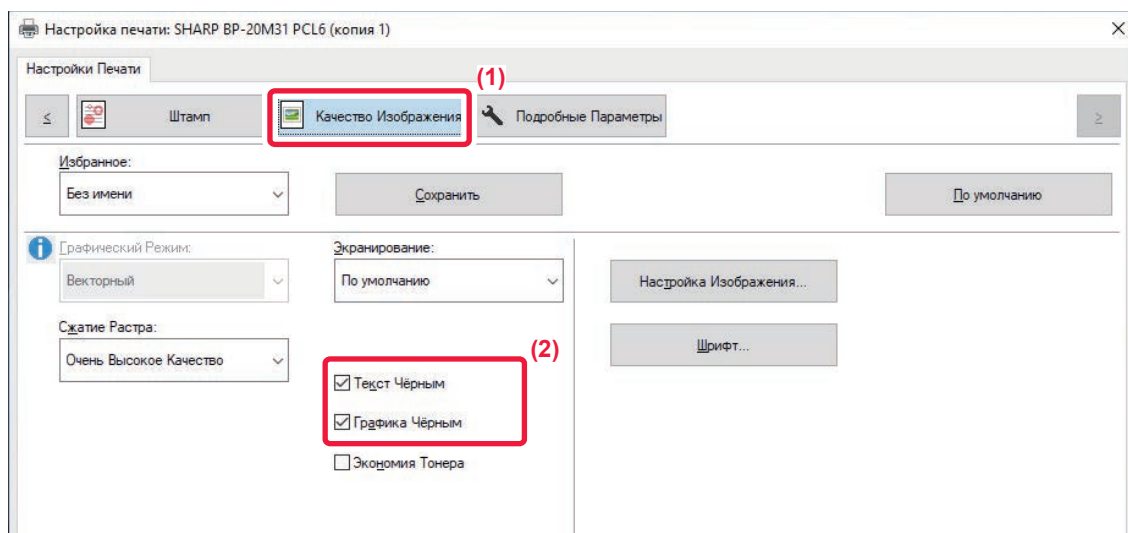 Настройка печати: SHARP BP-20M31 PCL6 (копия 1)
Настройки Печати
(1)
≤ Штамп Качество Изображения Подробные Параметры ≥
Избранное:
Без имени Сохранить По умолчанию
Графический Режим: Экранирование:
Векторный По умолчанию Настройка Изображения...
Сжатие Растра:
Очень Высокое Качество Шрифт...
(2)
Текст Чёрным
Графика Чёрным
Экономия Тонера